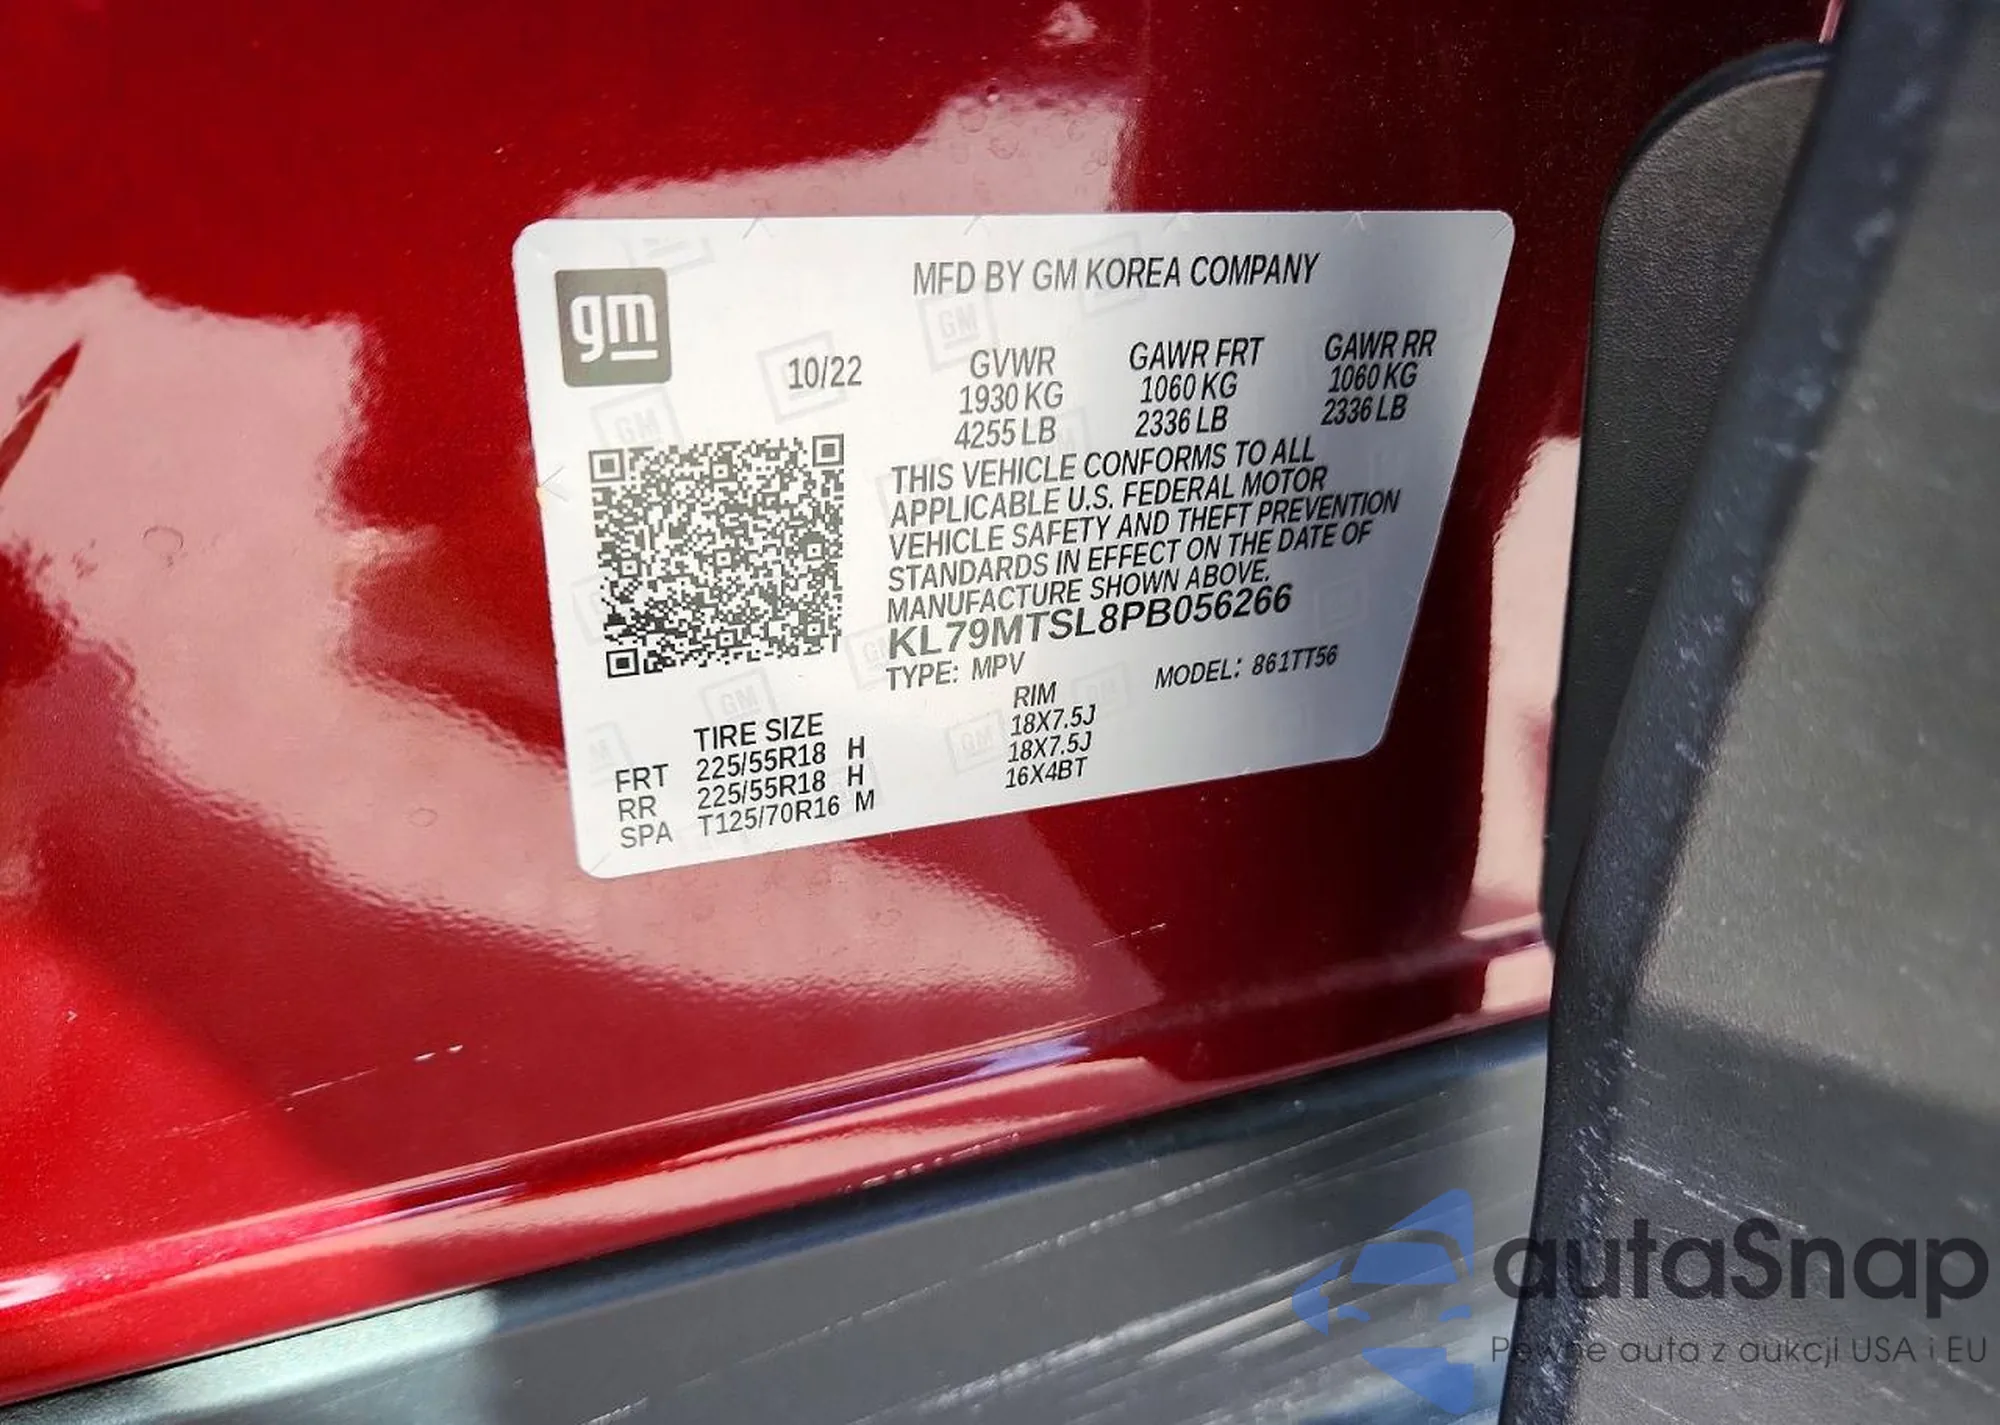 gm
MFD BY GM KOREA COMPANY
10/22
GVWR GAWR FRT GAWR RR
1930 KG 1060 KG 1060 KG
4255 LB 2336 LB 2336 LB
THIS VEHICLE CONFORMS TO ALL
APPLICABLE U.S. FEDERAL MOTOR
VEHICLE SAFETY AND THEFT PREVENTION
STANDARDS IN EFFECT ON THE DATE OF
MANUFACTURE SHOWN ABOVE.
KL79MTSL8PB056266
TYPE: MPV MODEL: 861TT56
TIRE SIZE RIM
FRT 225/55R18 H 18X7.5J
RR 225/55R18 H 18X7.5J
SPA T125/70R16 M 16X4BT
autaSnap
Pewne auta z aukcji USA i EU